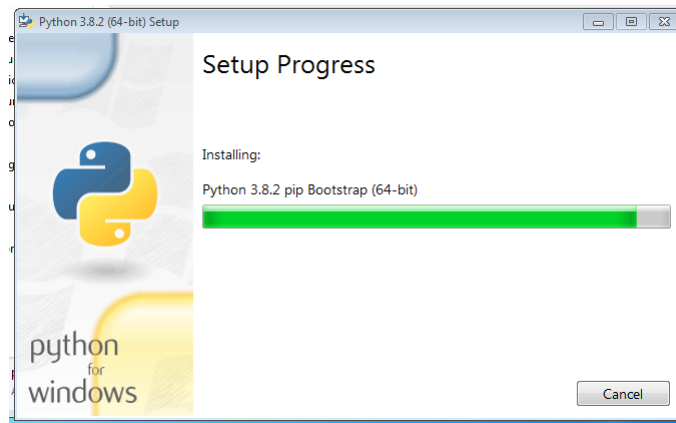 Python 3.8.2 (64-bit) Setup
Setup Progress
Installing:
Python 3.8.2 pip Bootstrap (64-bit)
python
for
windows
Cancel